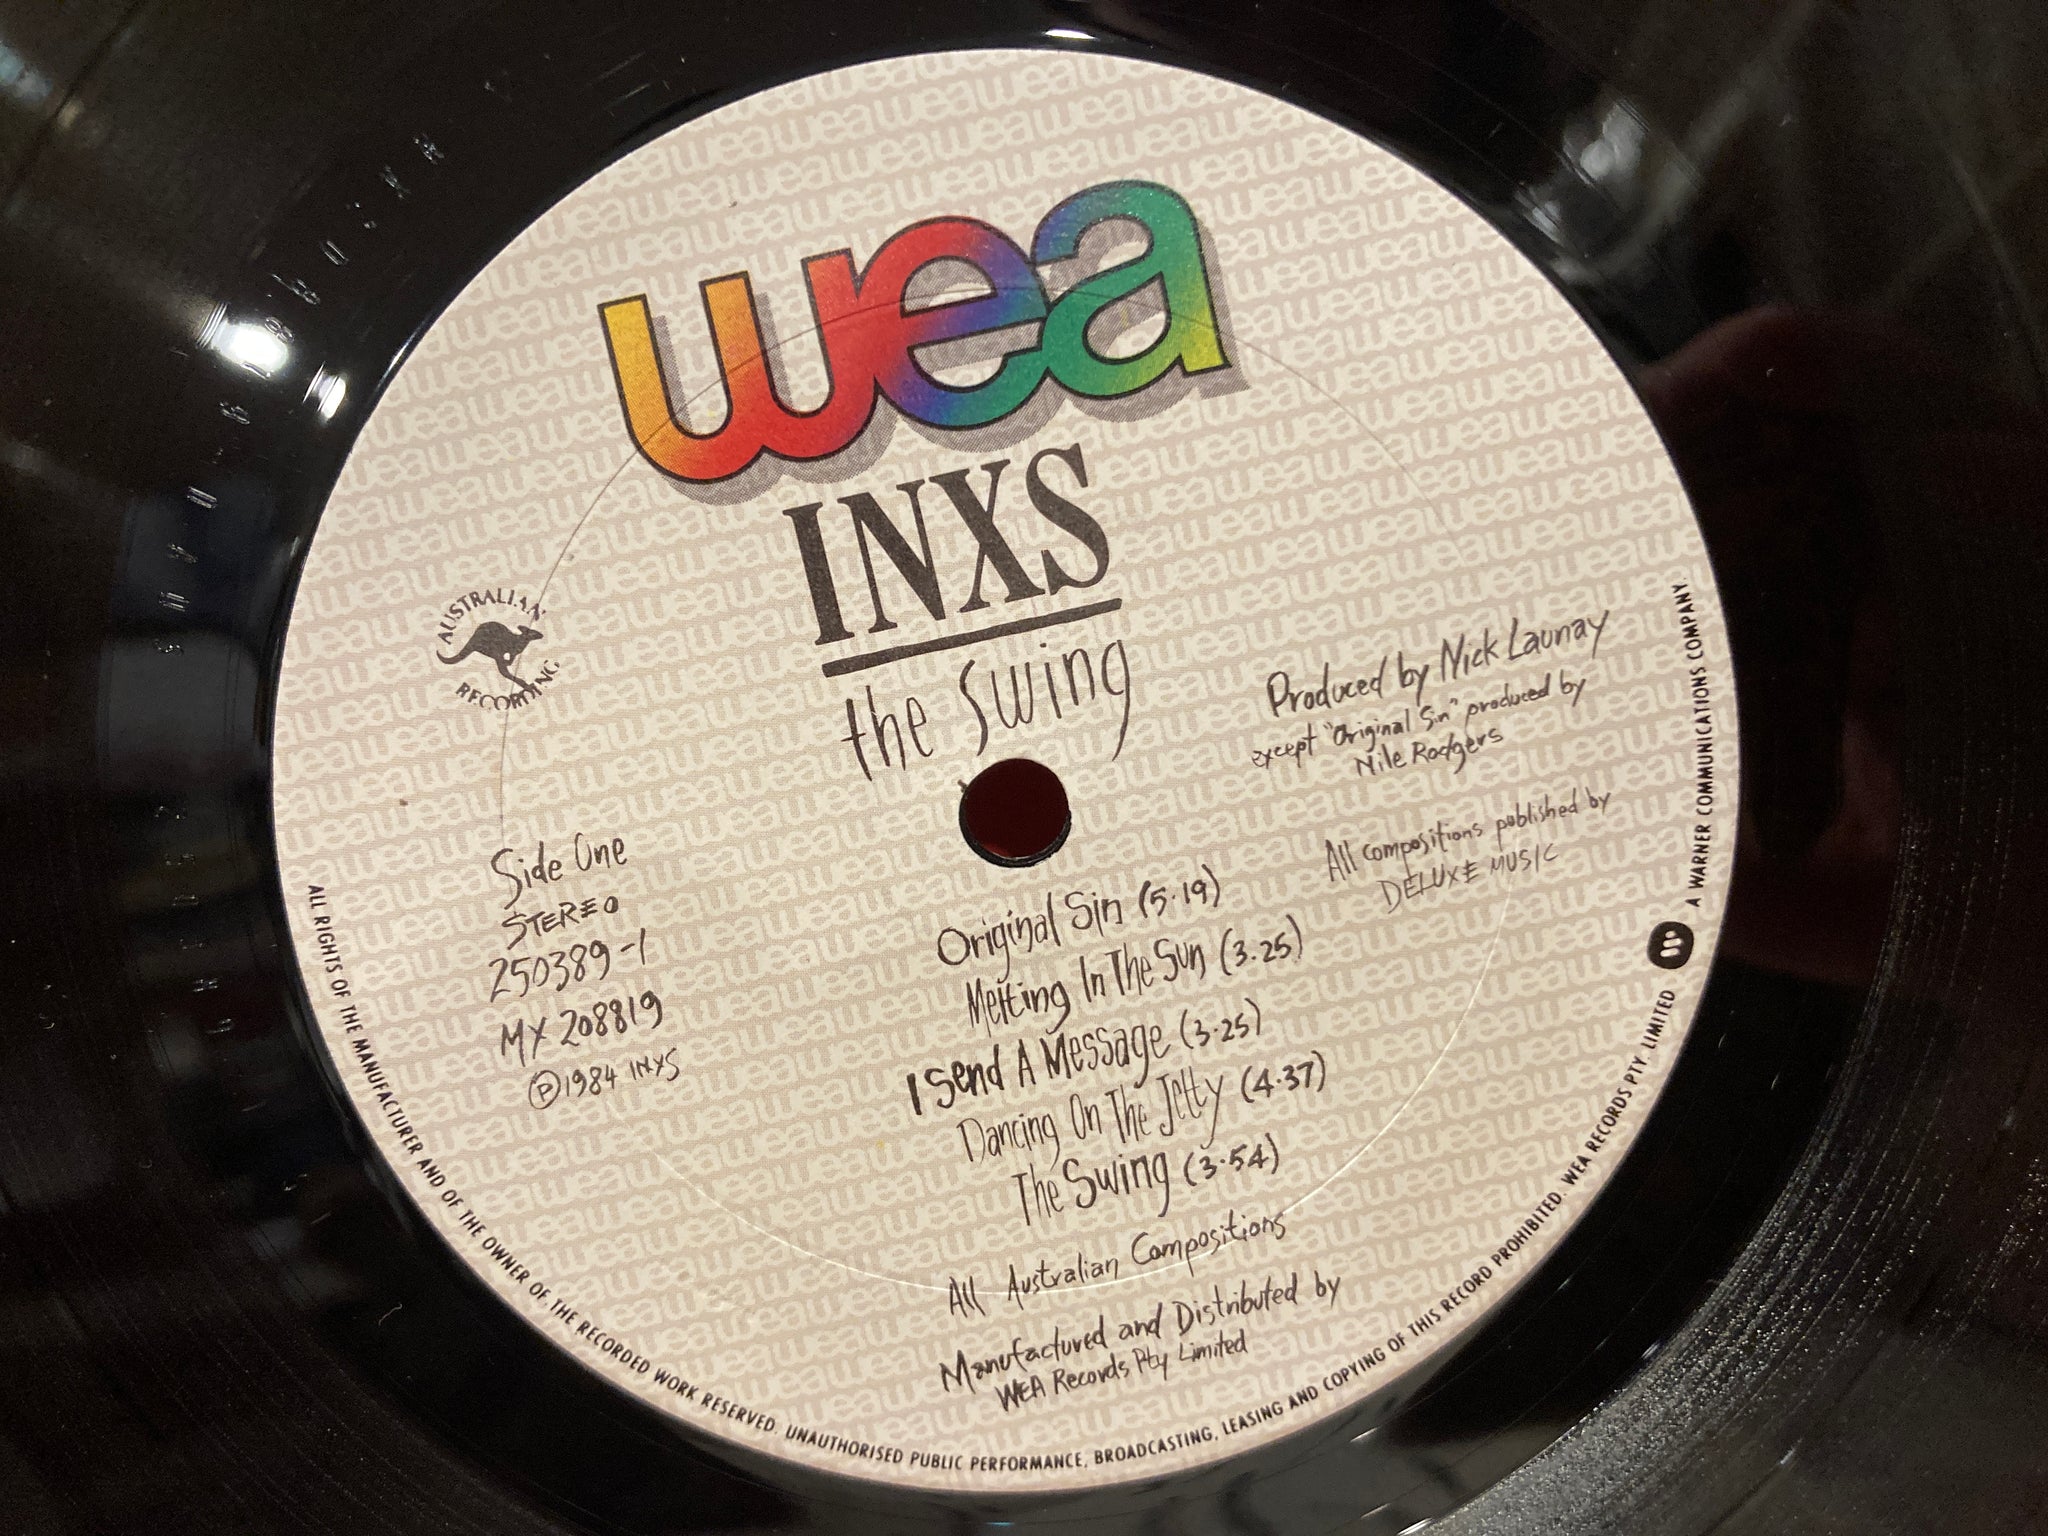 wea
INXS
the swing
AUSTRALIAN
RECORDING
Produced by Nick Launay
except "Original Sin" produced by
Nile Rodgers
All compositions published by
DELUXE MUSIC
Side One
STEREO
250389-1
MX 208819
Ⓟ1984 INXS
Original Sin (5.19)
Melting In The Sun (3.25)
I Send A Message (3.25)
Dancing On The Jetty (4.37)
The Swing (3.54)
All Australian Compositions
Manufactured and Distributed by
WEA Records Pty Limited
ALL RIGHTS OF THE MANUFACTURER AND OF THE OWNER OF THE RECORDED WORK RESERVED. UNAUTHORISED PUBLIC PERFORMANCE, BROADCASTING, LEASING AND COPYING OF THIS RECORD PROHIBITED. WEA RECORDS PTY. LIMITED
A WARNER COMMUNICATIONS COMPANY.